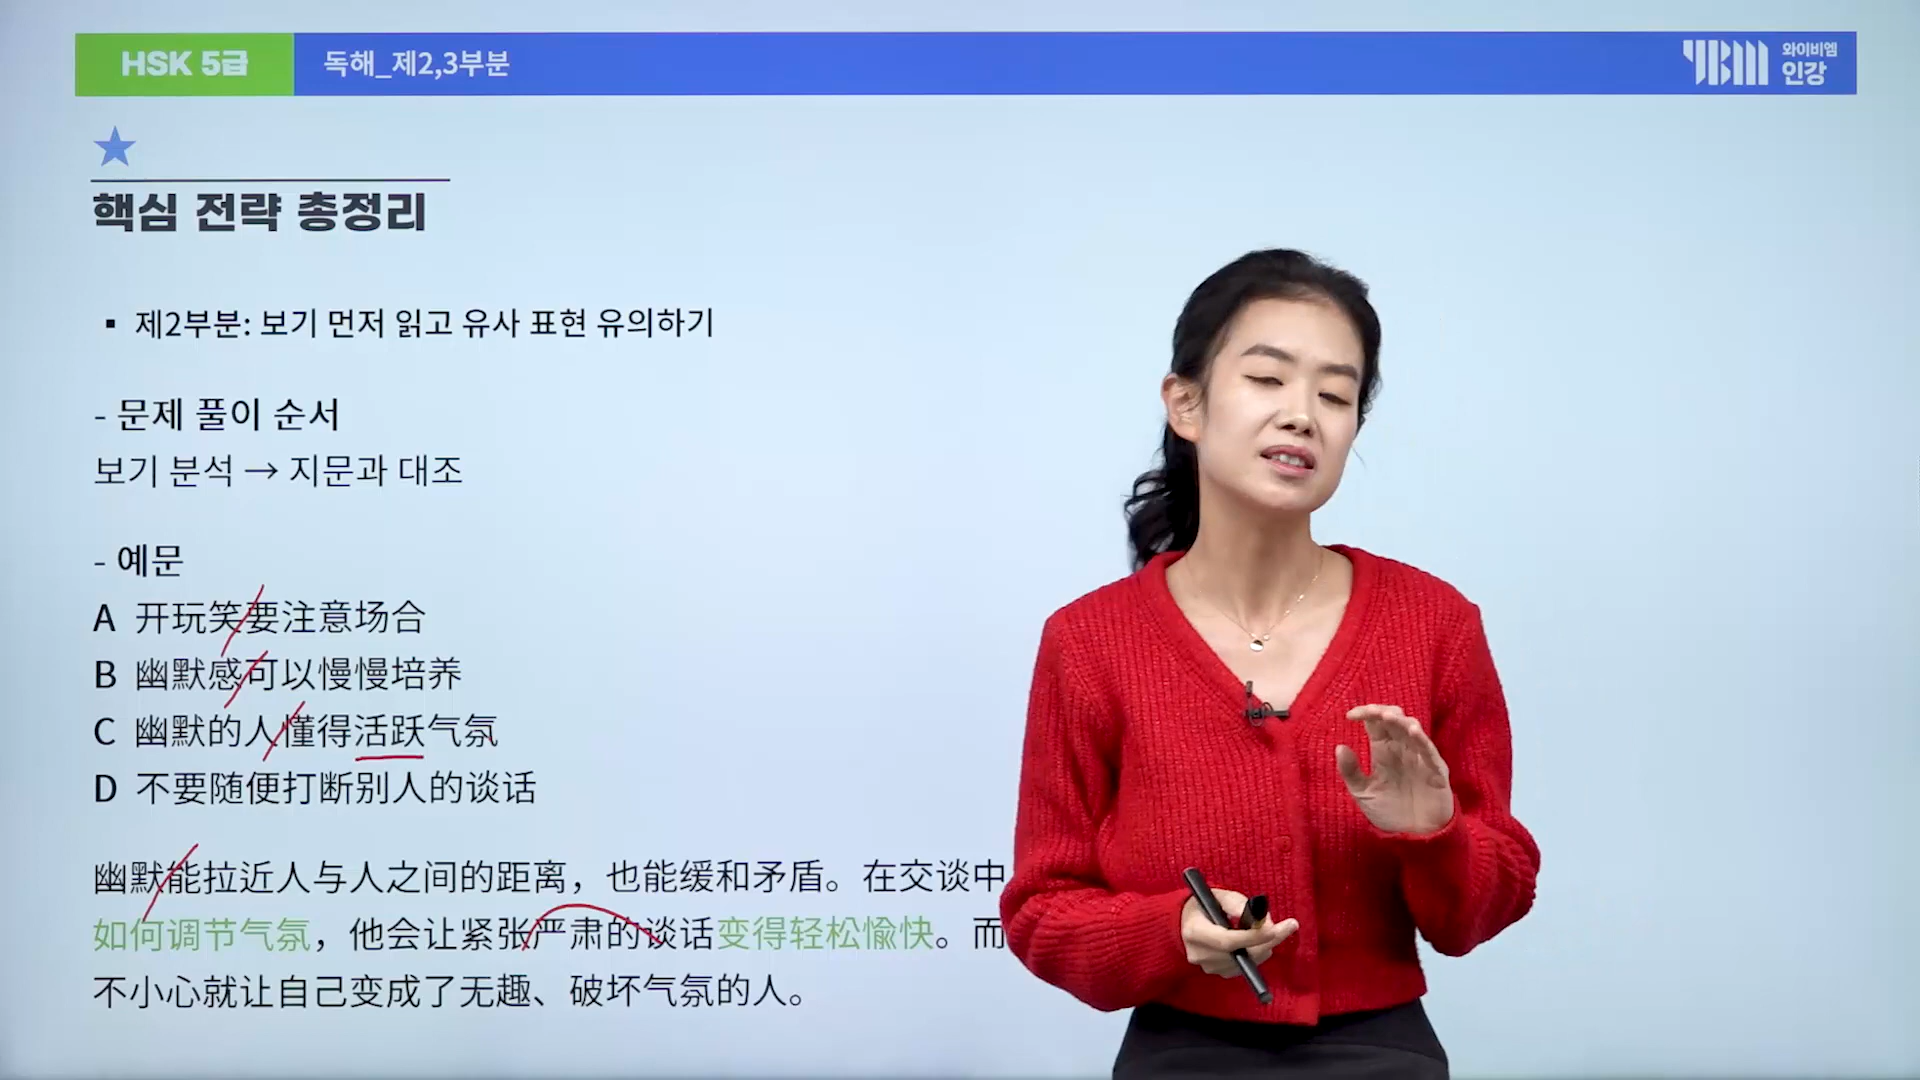 HSK 5급
독해_제2,3부분
YBM 와이비엠
인강
핵심 전략 총정리
▪ 제2부분: 보기 먼저 읽고 유사 표현 유의하기
- 문제 풀이 순서
보기 분석 → 지문과 대조
- 예문
A 开玩笑要注意场合
B 幽默感可以慢慢培养
C 幽默的人懂得活跃气氛
D 不要随便打断别人的谈话
幽默能拉近人与人之间的距离，也能缓和矛盾。在交谈中
如何调节气氛，他会让紧张严肃的谈话变得轻松愉快。而
不小心就让自己变成了无趣、破坏气氛的人。